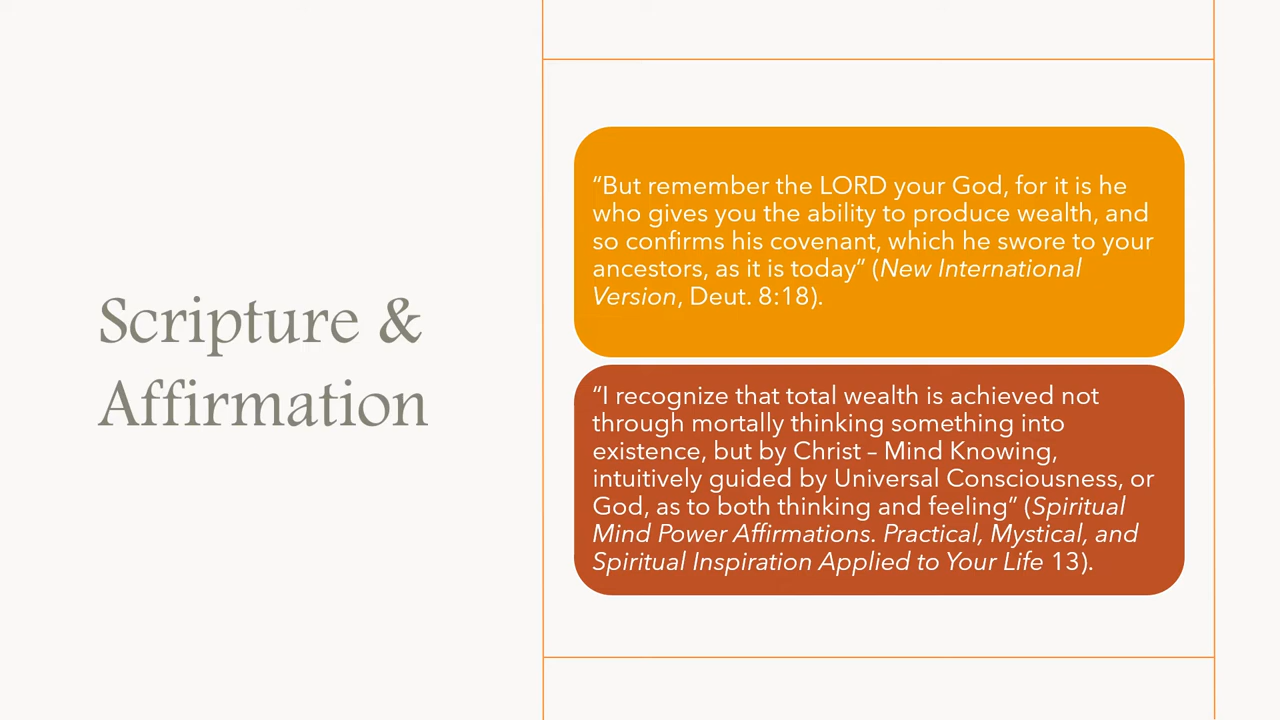 Scripture &
Affirmation
“But remember the LORD your God, for it is he
who gives you the ability to produce wealth, and
so confirms his covenant, which he swore to your
ancestors, as it is today” (New International
Version, Deut. 8:18).
“I recognize that total wealth is achieved not
through mortally thinking something into
existence, but by Christ – Mind Knowing,
intuitively guided by Universal Consciousness, or
God, as to both thinking and feeling” (Spiritual
Mind Power Affirmations. Practical, Mystical, and
Spiritual Inspiration Applied to Your Life 13).